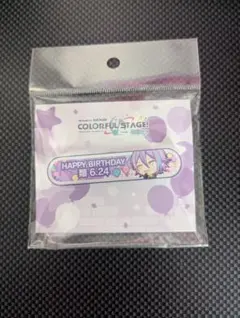 COLORFUL STAGE!
HAPPY BIRTHDAY
類 6.24